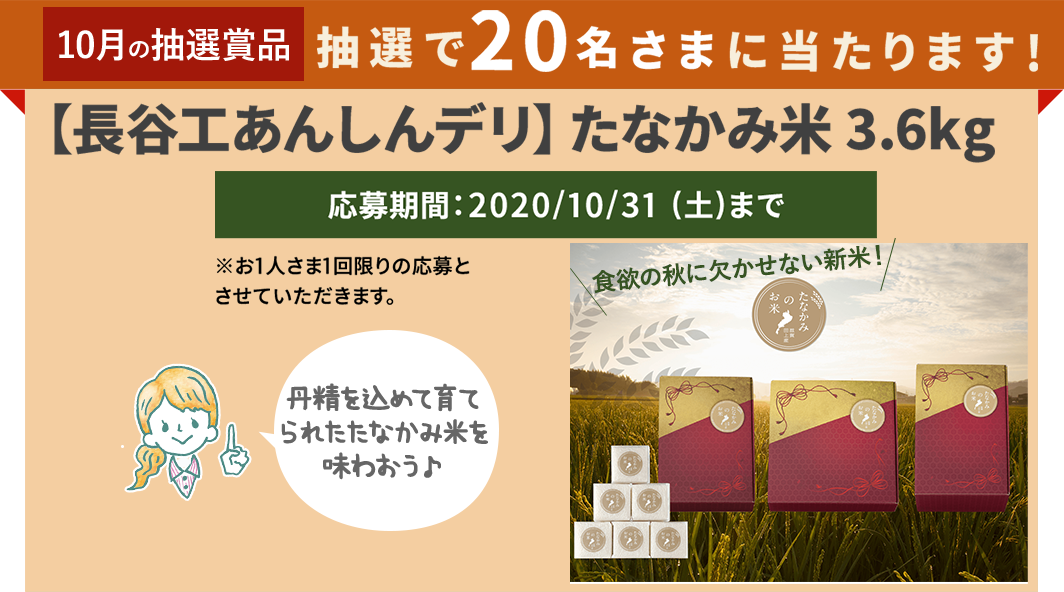 10月の抽選賞品
抽選で20名さまに当たります！
【長谷工あんしんデリ】たなかみ米 3.6kg
応募期間：2020/10/31（土）まで
※お1人さま1回限りの応募と
させていただきます。
食欲の秋に欠かせない新米！
たなかみ
の
お米
丹精を込めて育て
られたたなかみ米を
味わおう♪